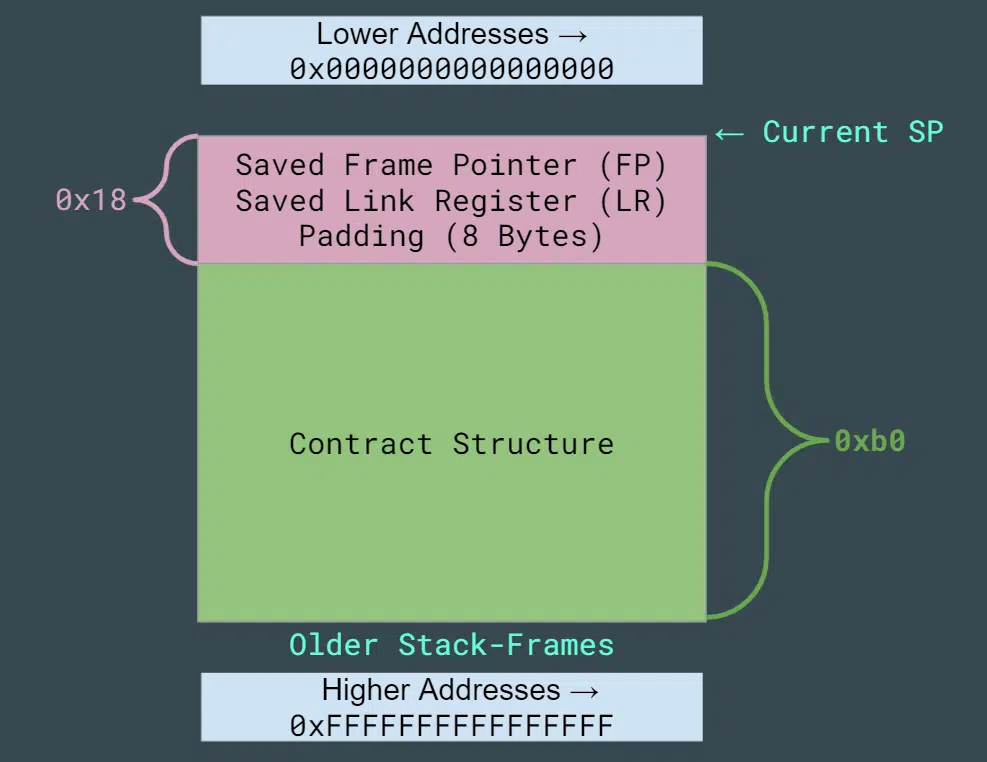 Lower Addresses →
0x0000000000000000
← Current SP
Saved Frame Pointer (FP)
0x18
Saved Link Register (LR)
Padding (8 Bytes)
Contract Structure
0xb0
Older Stack-Frames
Higher Addresses →
0xFFFFFFFFFFFFFFFF